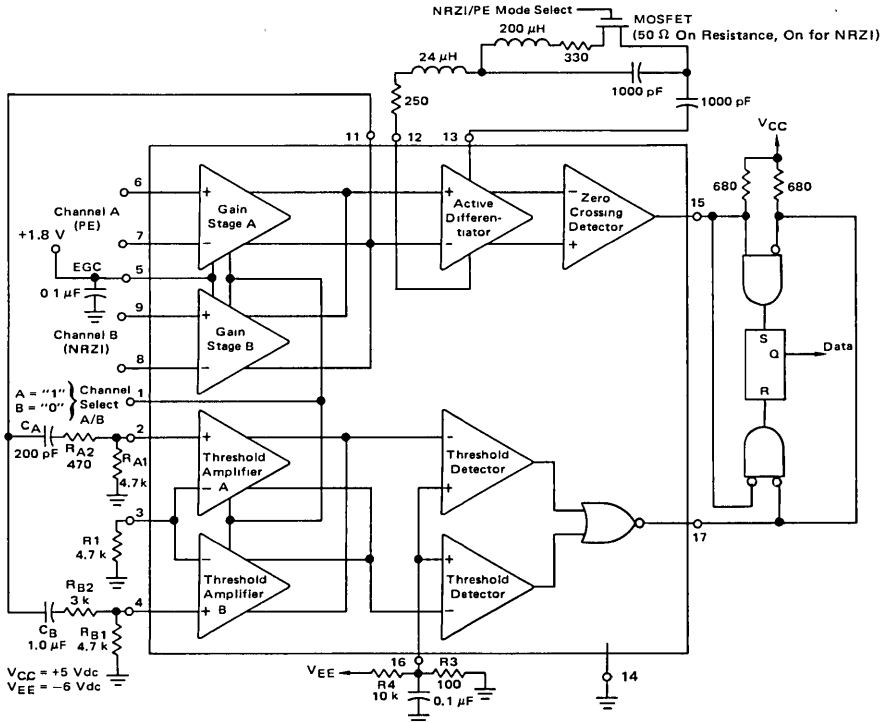 NRZI/PE Mode Select
MOSFET
(50 Ω On Resistance, On for NRZI)
200 μH
330
24 μH
1000 pF
250
1000 pF
11
12
13
VCC
680
680
6
Channel A
(PE)
7
+
Gain
Stage A
−
+
Active
Differen-
tiator
−
−
Zero
Crossing
Detector
+
15
+1.8 V
EGC
5
0 1 μF
9
Channel B
(NRZI)
8
+
Gain
Stage B
−
S
Q
R
Data
A = "1"
B = "0"
Channel
Select
A/B
1
CA
200 pF
RA2
470
RA1
4.7k
2
+
Threshold
Amplifier
A
−
−
Threshold
Detector
+
3
R1
4.7 k
17
−
Threshold
Amplifier
B
+
+
Threshold
Detector
−
RB2
3 k
4
CB
1.0 μF
RB1
4.7k
VCC = +5 Vdc
VEE = −6 Vdc
VEE
R4
10 k
16
R3
100
0.1 μF
14